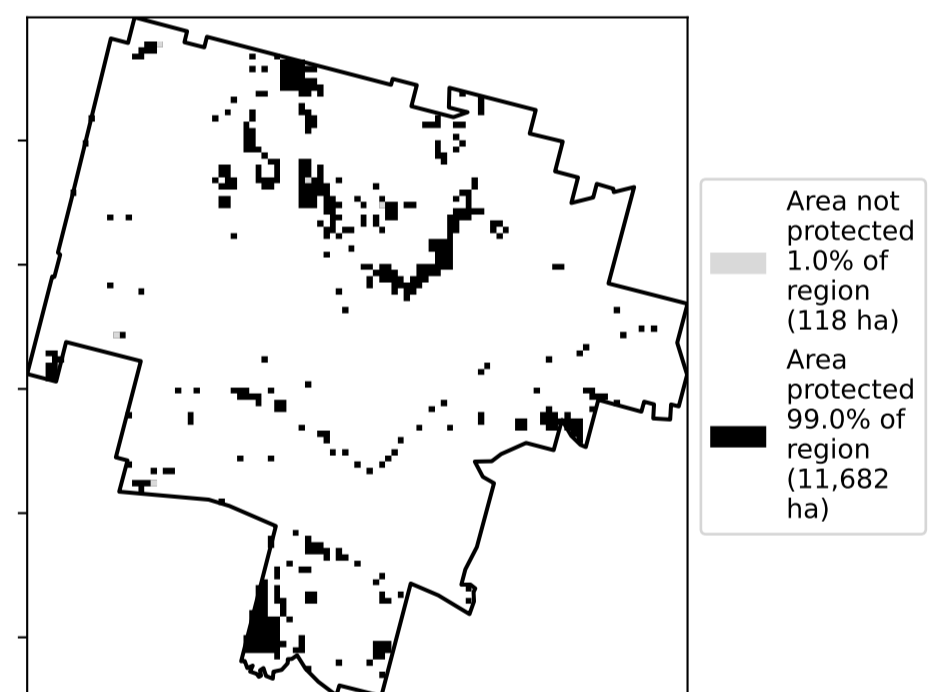 Area not
protected
1.0% of
region
(118 ha)
Area
protected
99.0% of
region
(11,682
ha)